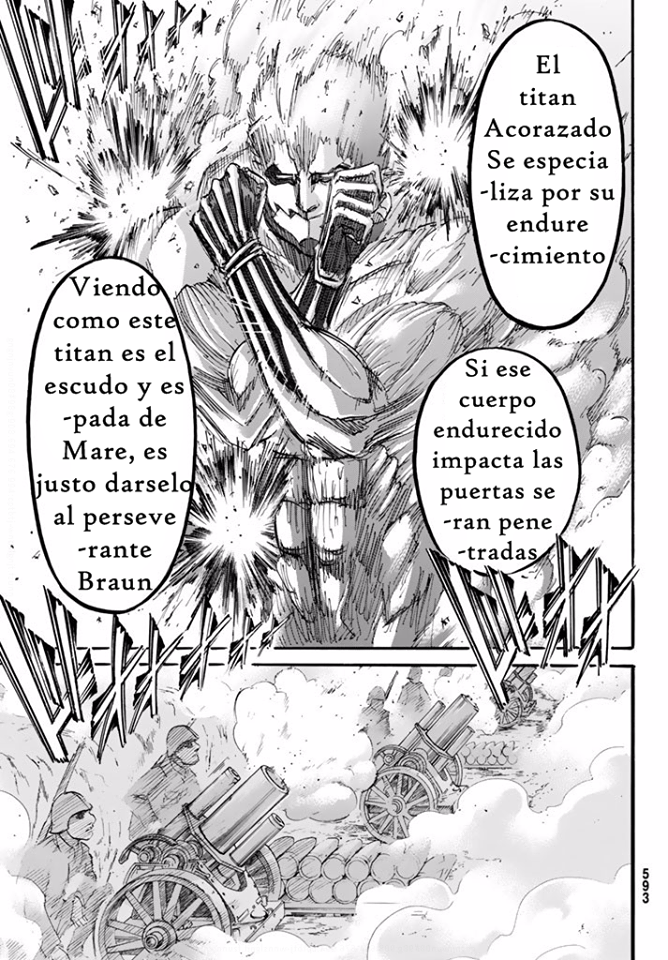 El
titan
Acorazado
Se especia
-liza por su
endure
-cimiento
Si ese
cuerpo
endurecido
impacta las
puertas se
-ran pene
-tradas
Viendo
como este
titan es el
escudo y es
-pada de
Mare, es
justo darselo
al perseve
-rante
Braun
593